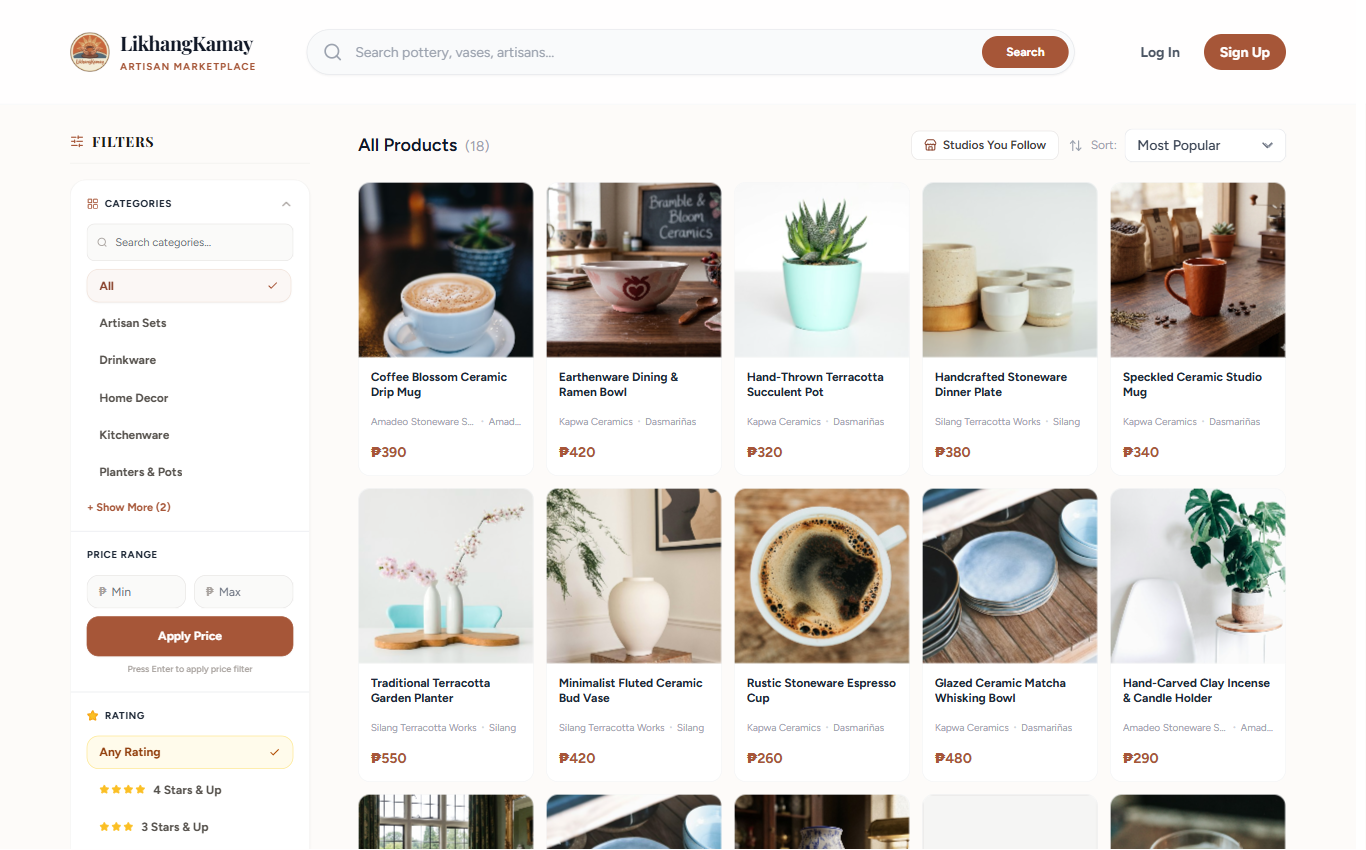 LikhangKamay
ARTISAN MARKETPLACE
Search pottery, vases, artisans...
Search
Log In
Sign Up
FILTERS
All Products (18)
Studios You Follow
Sort:
Most Popular
CATEGORIES
Search categories...
All
Artisan Sets
Drinkware
Home Decor
Kitchenware
Planters & Pots
+ Show More (2)
PRICE RANGE
₱ Min
₱ Max
Apply Price
Press Enter to apply price filter
RATING
Any Rating
4 Stars & Up
3 Stars & Up
Bramble &
Bloom
Ceramics
Coffee Blossom Ceramic
Drip Mug
Amadeo Stoneware S... · Amad...
₱390
Earthenware Dining &
Ramen Bowl
Kapwa Ceramics · Dasmariñas
₱420
Hand-Thrown Terracotta
Succulent Pot
Kapwa Ceramics · Dasmariñas
₱320
Handcrafted Stoneware
Dinner Plate
Silang Terracotta Works · Silang
₱380
Speckled Ceramic Studio
Mug
Kapwa Ceramics · Dasmariñas
₱340
Traditional Terracotta
Garden Planter
Silang Terracotta Works · Silang
₱550
Minimalist Fluted Ceramic
Bud Vase
Silang Terracotta Works · Silang
₱420
Rustic Stoneware Espresso
Cup
Kapwa Ceramics · Dasmariñas
₱260
Glazed Ceramic Matcha
Whisking Bowl
Kapwa Ceramics · Dasmariñas
₱480
Hand-Carved Clay Incense
& Candle Holder
Amadeo Stoneware S... · Amad...
₱290